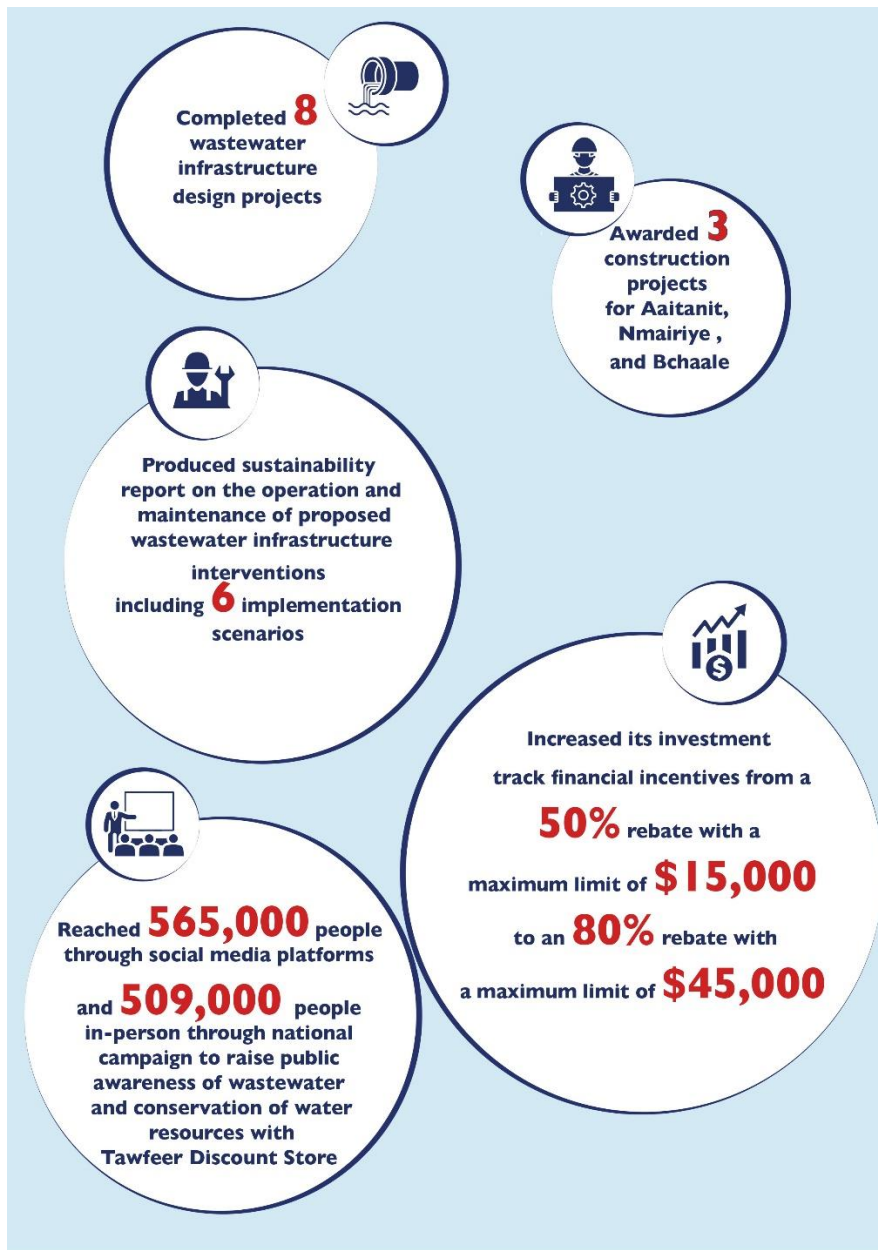 Completed 8
wastewater
infrastructure
design projects
Awarded 3
construction
projects
for Aaitanit,
Nmairiye ,
and Bchaale
Produced sustainability
report on the operation and
maintenance of proposed
wastewater infrastructure
interventions
including 6 implementation
scenarios
Increased its investment
track financial incentives from a
50% rebate with a
maximum limit of $15,000
to an 80% rebate with
a maximum limit of $45,000
Reached 565,000 people
through social media platforms
and 509,000 people
in-person through national
campaign to raise public
awareness of wastewater
and conservation of water
resources with
Tawfeer Discount Store